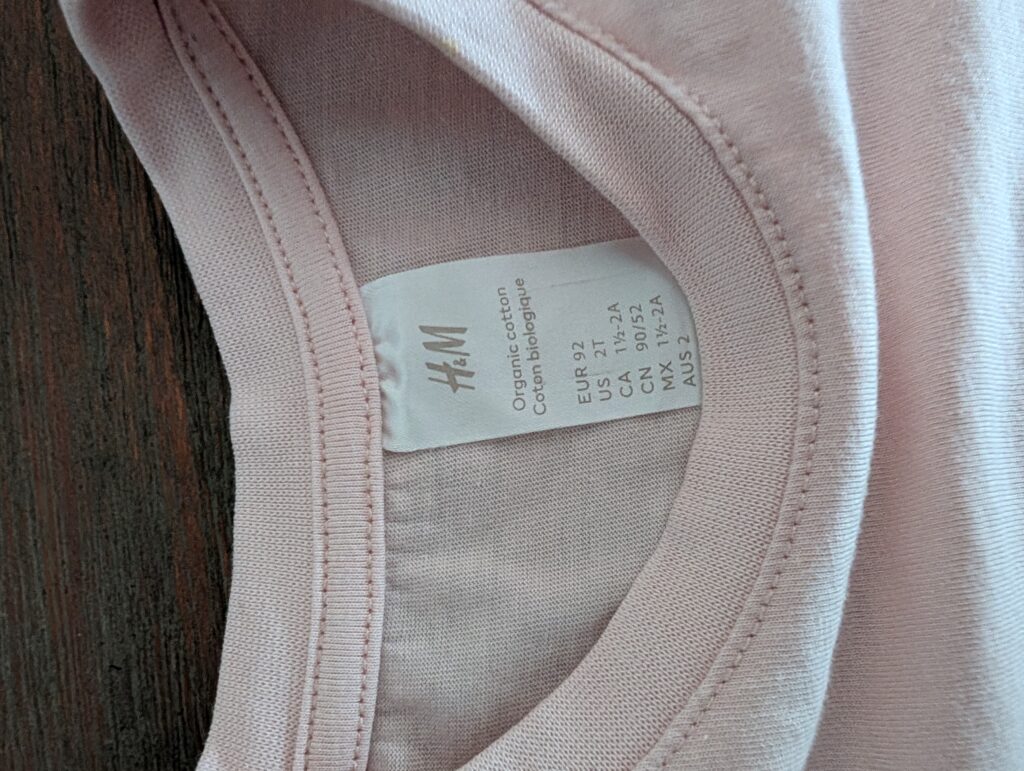 H&M
Organic cotton
Coton biologique
EUR 92
US 2T
CA 1½-2A
CN 90/52
MX 1½-2A
AUS 2